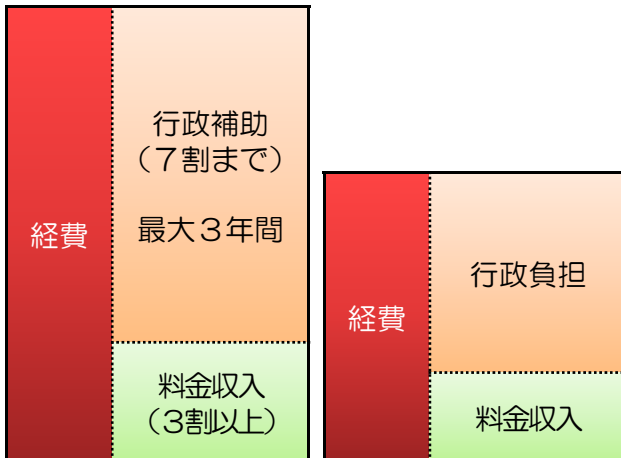 経費
行政補助
（７割まで）
最大３年間
料金収入
（３割以上）
経費
行政負担
料金収入